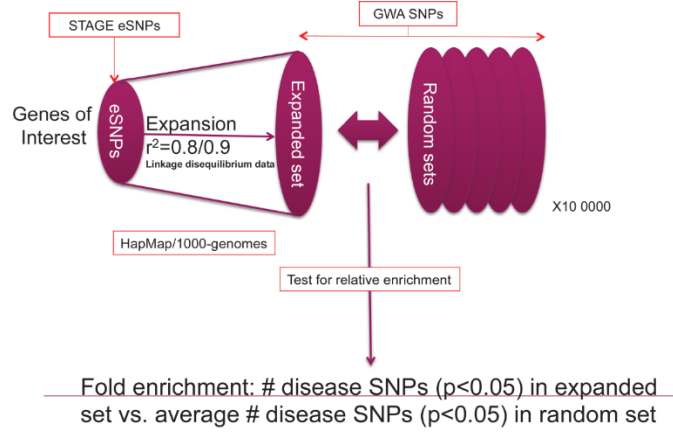 STAGE eSNPs
GWA SNPs
Genes of
Interest
eSNPs
Expansion
r²=0.8/0.9
Linkage disequilibrium data
Expanded set
Random sets
X10 0000
HapMap/1000-genomes
Test for relative enrichment
Fold enrichment: # disease SNPs (p<0.05) in expanded
set vs. average # disease SNPs (p<0.05) in random set